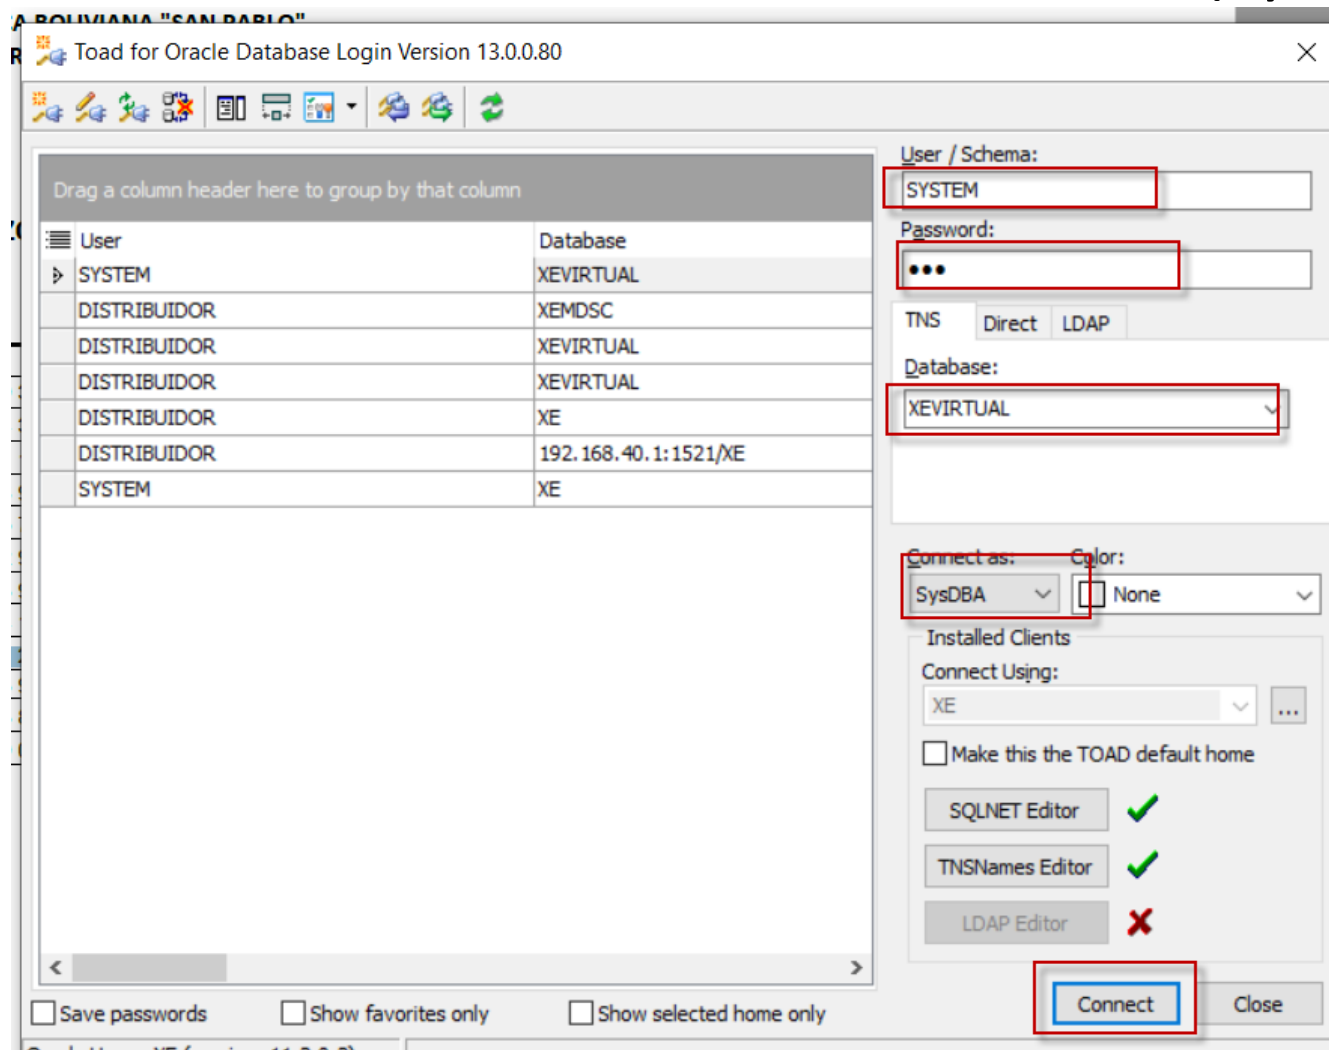 BOLIVIANA "SAN PABLO"
Toad for Oracle Database Login Version 13.0.0.80
Drag a column header here to group by that column
User Database
SYSTEM XEVIRTUAL
DISTRIBUIDOR XEMDSC
DISTRIBUIDOR XEVIRTUAL
DISTRIBUIDOR XEVIRTUAL
DISTRIBUIDOR XE
DISTRIBUIDOR 192.168.40.1:1521/XE
SYSTEM XE
Save passwords Show favorites only Show selected home only
User / Schema:
SYSTEM
Password:
•••
TNS Direct LDAP
Database:
XEVIRTUAL
Connect as: Color:
SysDBA None
Installed Clients
Connect Using:
XE ...
Make this the TOAD default home
SQLNET Editor
TNSNames Editor
LDAP Editor
Connect Close